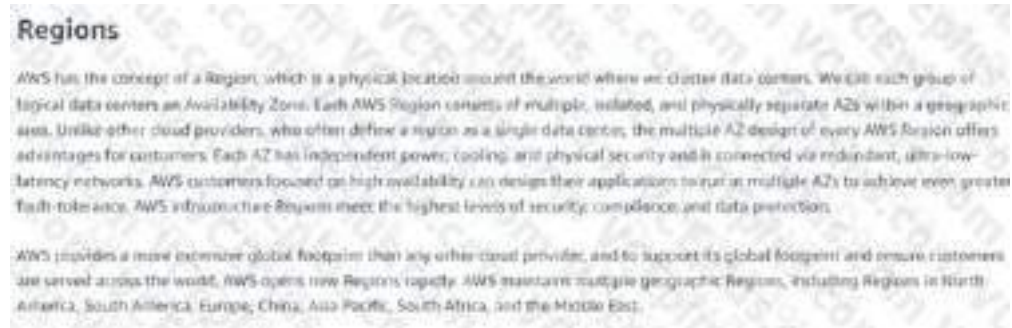 Regions
AWS has the concept of a Region, which is a physical location around the world where we cluster data centers. We call each group of
logical data centers an Availability Zone. Each AWS Region consists of multiple, isolated, and physically separate AZs within a geographic
area. Unlike other cloud providers, who often define a region as a single data center, the multiple AZ design of every AWS Region offers
advantages for customers. Each AZ has independent power, cooling, and physical security and is connected via redundant, ultra-low-
latency networks. AWS customers focused on high availability can design their applications to run in multiple AZs to achieve even greater
fault-tolerance. AWS infrastructure Regions meet the highest levels of security, compliance, and data protection.
AWS provides a more extensive global footprint than any other cloud provider, and to support its global footprint and ensure customers
are served across the world, AWS opens new Regions rapidly. AWS maintains multiple geographic Regions, including Regions in North
America, South America, Europe, China, Asia Pacific, South Africa, and the Middle East.